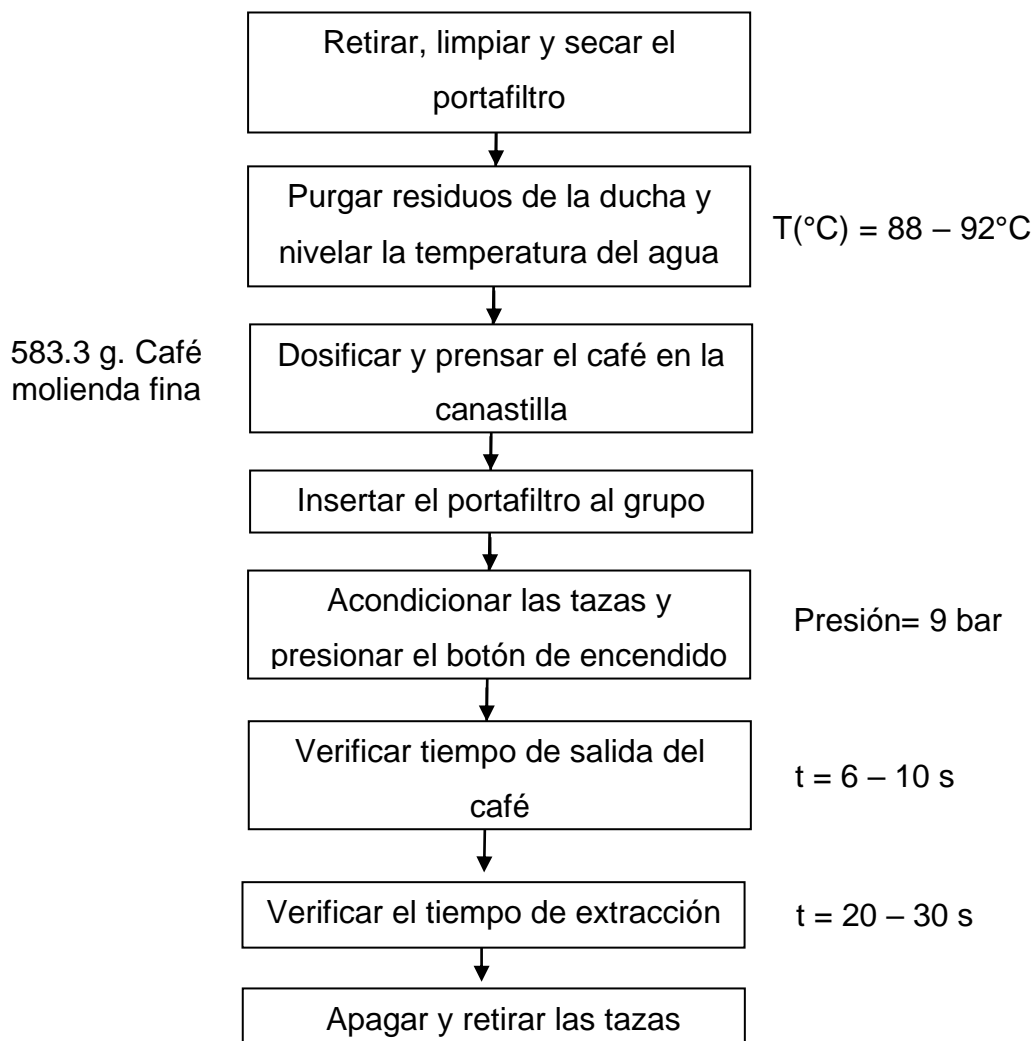 Retirar, limpiar y secar el
portafiltro
Purgar residuos de la ducha y
nivelar la temperatura del agua
T(°C) = 88 – 92°C
583.3 g. Café
molienda fina
Dosificar y prensar el café en la
canastilla
Insertar el portafiltro al grupo
Acondicionar las tazas y
presionar el botón de encendido
Presión= 9 bar
Verificar tiempo de salida del
café
t = 6 – 10 s
Verificar el tiempo de extracción
t = 20 – 30 s
Apagar y retirar las tazas